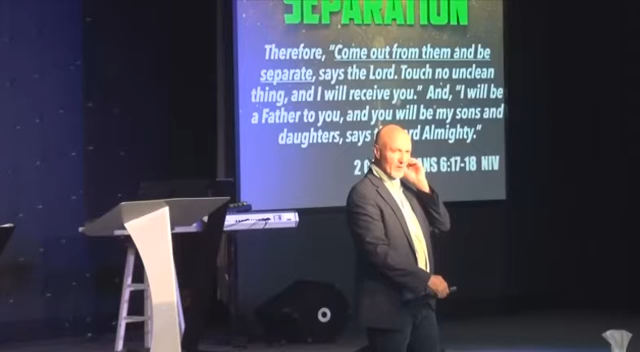 SEPARATION
Therefore, "Come out from them and be
separate, says the Lord. Touch no unclean
thing, and I will receive you." And, "I will be
a Father to you, and you will be my sons and
daughters, says Lord Almighty."
2 6:17-18 NIV